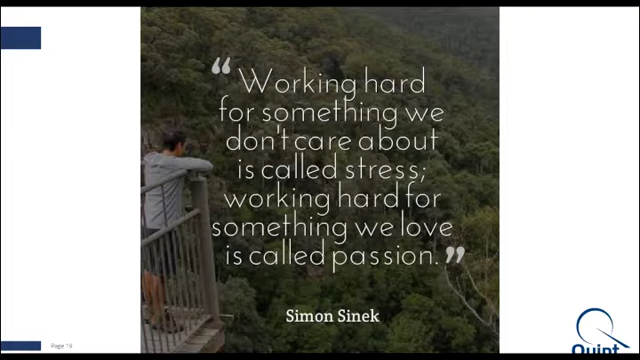 “Working hard
for something we
don't care about
is called stress;
working hard for
something we love
is called passion.”
Simon Sinek
Page 19
Quint